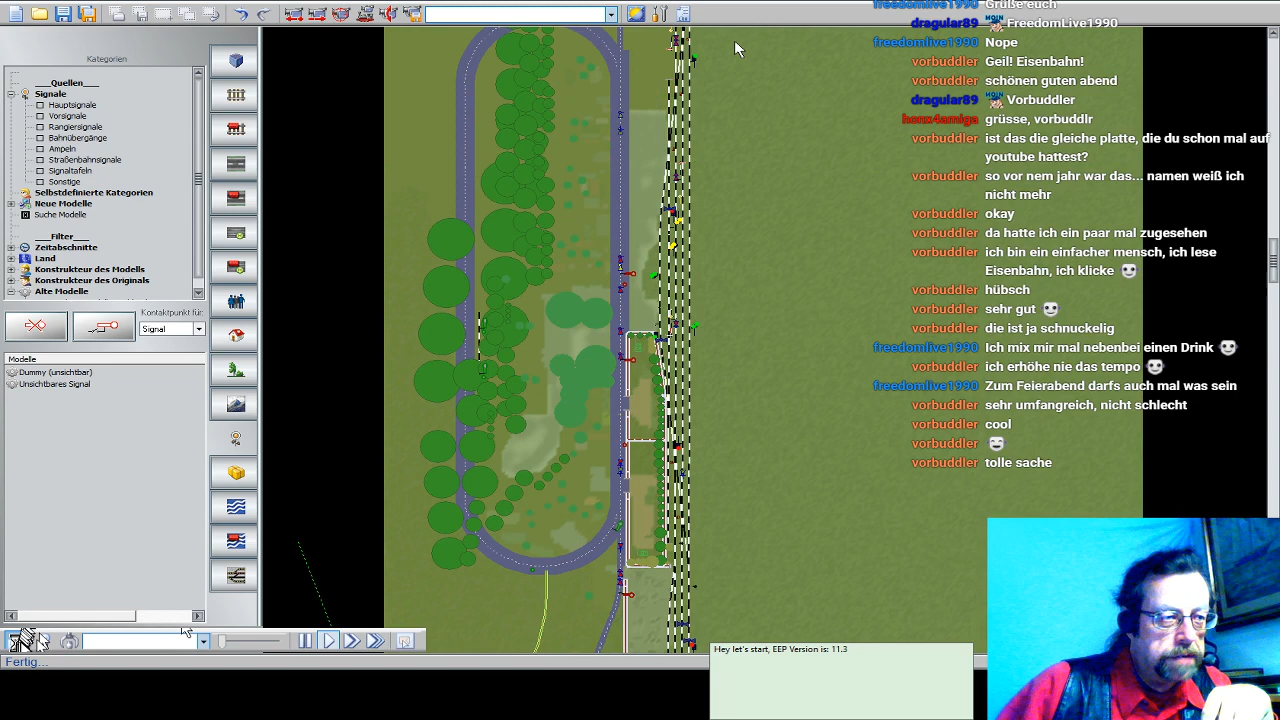 Kategorien
___Quellen___
Signale
Hauptsignale
Vorsignale
Rangiersignale
Bahnübergänge
Ampeln
Straßenbahnsignale
Signaltafeln
Sonstige
Selbstdefinierte Kategorien
Neue Modelle
Suche Modelle
___Filter___
Zeitabschnitte
Land
Konstrukteure des Modells
Konstrukteure des Originals
Alte Modelle
Kontaktpunkt für:
Signal
Modelle
Dummy (unsichtbar)
Unsichtbares Signal
Fertig...
Hey let's start, EEP Version is: 11.3
freedomlive1990 Grüße euch
dragular89 MOIN FreedomLive1990
freedomlive1990 Nope
vorbuddler Geil! Eisenbahn!
vorbuddler schönen guten abend
dragular89 MOIN Vorbuddler
honx4amiga grüsse, vorbuddlr
vorbuddler ist das die gleiche platte, die du schon mal auf
youtube hattest?
vorbuddler so vor nem jahr war das... namen weiß ich
nicht mehr
vorbuddler okay
vorbuddler da hatte ich ein paar mal zugesehen
vorbuddler ich bin ein einfacher mensch, ich lese
Eisenbahn, ich klicke
vorbuddler hübsch
vorbuddler sehr gut
vorbuddler die ist ja schnuckelig
freedomlive1990 Ich mix mir mal nebenbei einen Drink
vorbuddler ich erhöhe nie das tempo
freedomlive1990 Zum Feierabend darfs auch mal was sein
vorbuddler sehr umfangreich, nicht schlecht
vorbuddler cool
vorbuddler
vorbuddler tolle sache